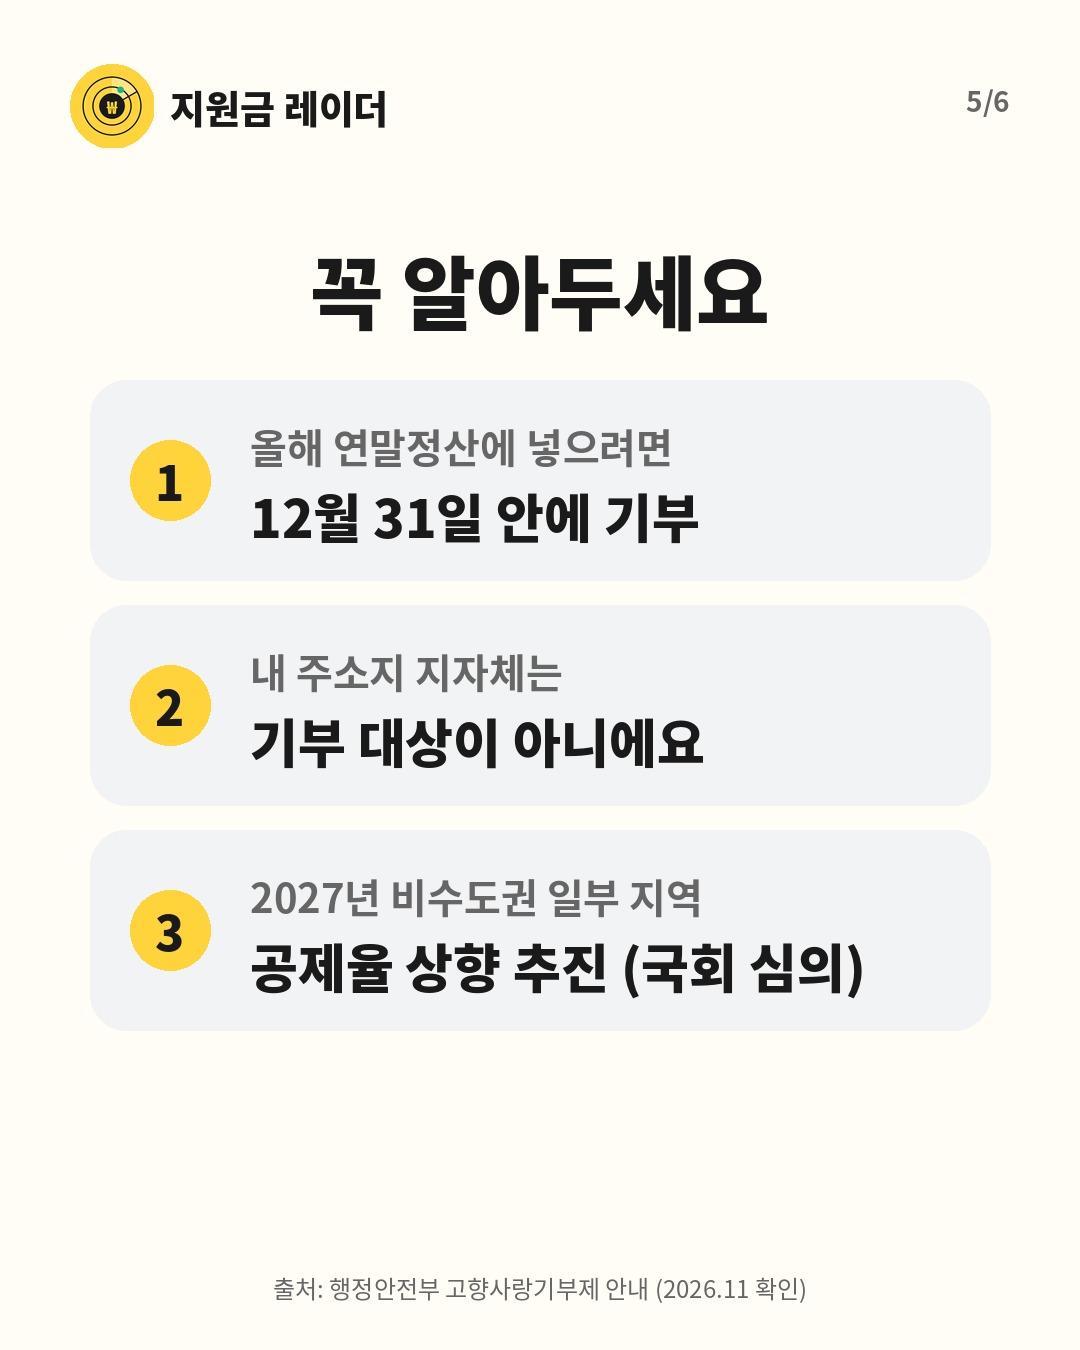 ₩
지원금 레이더
5/6
꼭 알아두세요
1
올해 연말정산에 넣으려면
12월 31일 안에 기부
2
내 주소지 지자체는
기부 대상이 아니에요
3
2027년 비수도권 일부 지역
공제율 상향 추진 (국회 심의)
출처: 행정안전부 고향사랑기부제 안내 (2026.11 확인)